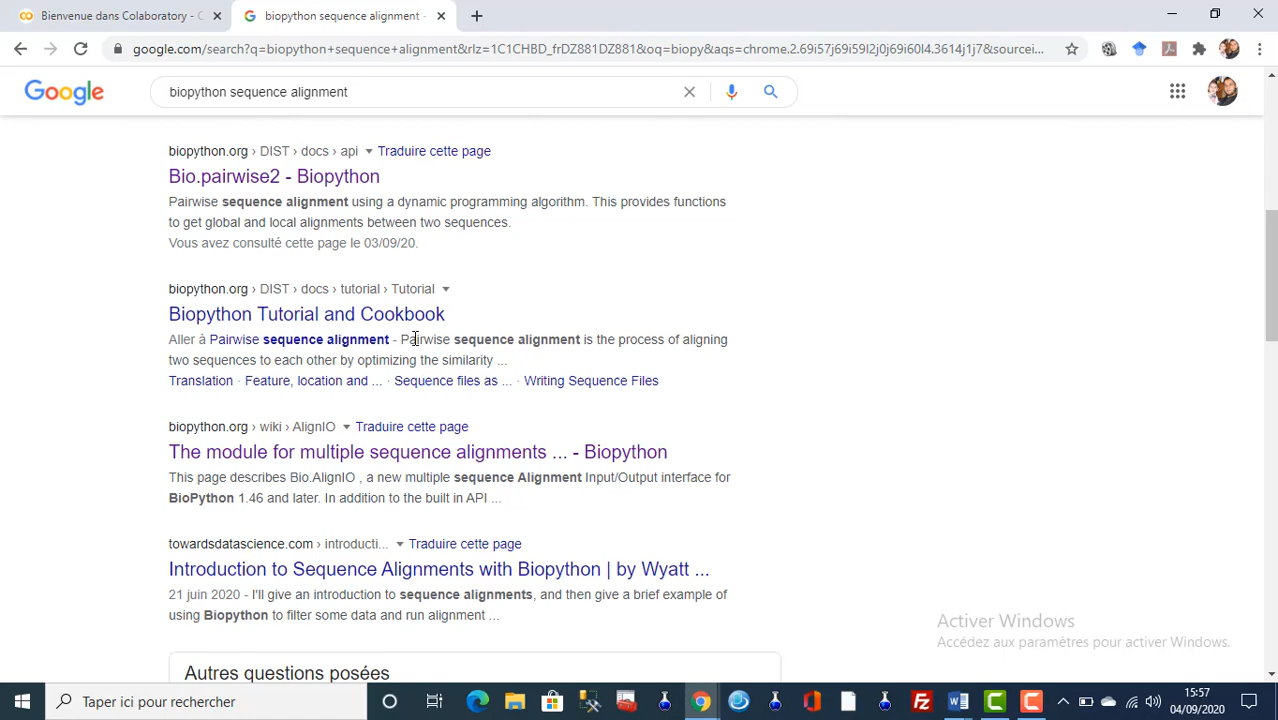 Bienvenue dans Colaboratory - C
biopython sequence alignment -
google.com/search?q=biopython+sequence+alignment&rlz=1C1CHBD_frDZ881DZ881&oq=biopy&aqs=chrome.2.69i57j69i59l2j0j69i60l4.3614j1j7&sourcei...
Google
biopython sequence alignment
biopython.org › DIST › docs › api Traduire cette page
Bio.pairwise2 - Biopython
Pairwise sequence alignment using a dynamic programming algorithm. This provides functions
to get global and local alignments between two sequences.
Vous avez consulté cette page le 03/09/20.
biopython.org › DIST › docs › tutorial › Tutorial
Biopython Tutorial and Cookbook
Aller à Pairwise sequence alignment - Pairwise sequence alignment is the process of aligning
two sequences to each other by optimizing the similarity ...
Translation · Feature, location and ... · Sequence files as ... · Writing Sequence Files
biopython.org › wiki › AlignIO Traduire cette page
The module for multiple sequence alignments ... - Biopython
This page describes Bio.AlignIO , a new multiple sequence Alignment Input/Output interface for
BioPython 1.46 and later. In addition to the built in API ...
towardsdatascience.com › introducti... Traduire cette page
Introduction to Sequence Alignments with Biopython | by Wyatt ...
21 juin 2020 - I'll give an introduction to sequence alignments, and then give a brief example of
using Biopython to filter some data and run alignment ...
Autres questions posées
Activer Windows
Accédez aux paramètres pour activer Windows.
Taper ici pour rechercher
15:57
04/09/2020